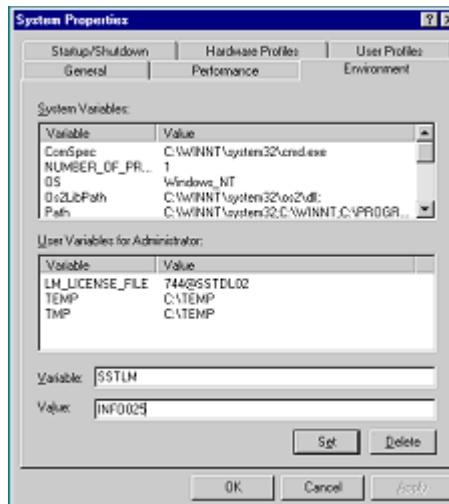 System Properties
Startup/Shutdown Hardware Profiles User Profiles
General Performance Environment
System Variables:
Variable Value
ComSpec C:\WINNT\system32\cmd.exe
NUMBER_OF_PR... 1
OS Windows_NT
Os2LibPath C:\WINNT\system32\os2\dll;
Path C:\WINNT\system32;C:\WINNT;C:\PROGR...
User Variables for Administrator:
Variable Value
LM_LICENSE_FILE 744@SSTDL02
TEMP C:\TEMP
TMP C:\TEMP
Variable: SSTLM
Value: INFO025
Set Delete
OK Cancel Apply